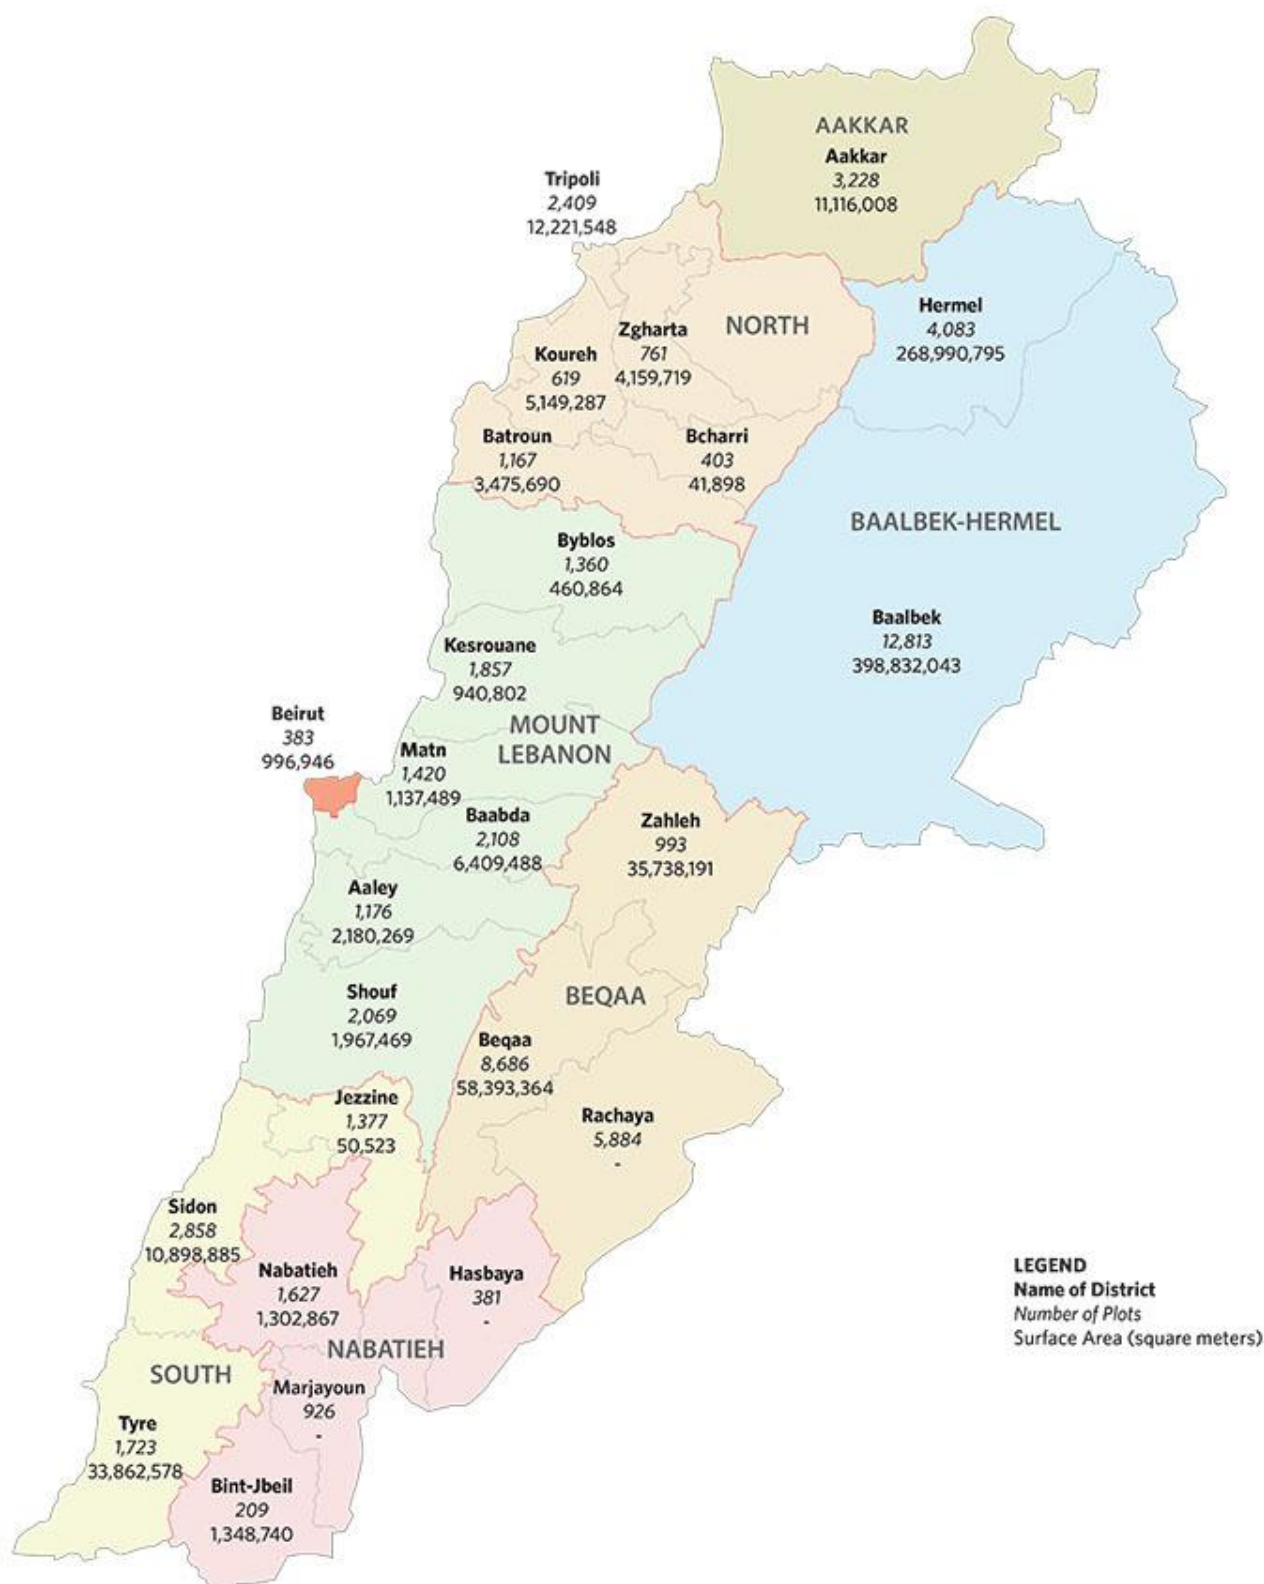 AAKKAR
Aakkar
3,228
11,116,008
Tripoli
2,409
12,221,548
Hermel
4,083
268,990,795
NORTH
Zgharta
761
4,159,719
Koureh
619
5,149,287
Batroun
1,167
3,475,690
Bcharri
403
41,898
BAALBEK-HERMEL
Byblos
1,360
460,864
Baalbek
12,813
398,832,043
Kesrouane
1,857
940,802
Beirut
383
996,946
MOUNT
LEBANON
Matn
1,420
1,137,489
Baabda
2,108
6,409,488
Zahleh
993
35,738,191
Aaley
1,176
2,180,269
Shouf
2,069
1,967,469
BEQAA
Beqaa
8,686
58,393,364
Jezzine
1,377
50,523
Rachaya
5,884
-
Sidon
2,858
10,898,885
Nabatieh
1,627
1,302,867
Hasbaya
381
-
NABATIEH
SOUTH
Marjayoun
926
-
Tyre
1,723
33,862,578
Bint-Jbeil
209
1,348,740
LEGEND
Name of District
Number of Plots
Surface Area (square meters)